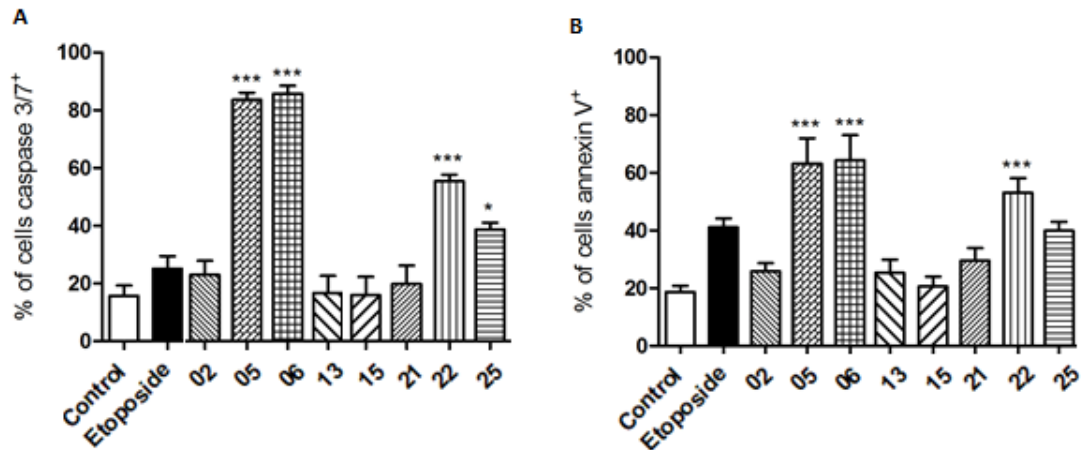 A
% of cells caspase 3/7+
100
80
60
40
20
0
*** *** *** *
Control Etoposide 02 05 06 13 15 21 22 25
B
% of cells annexin V+
100
80
60
40
20
0
*** *** ***
Control Etoposide 02 05 06 13 15 21 22 25